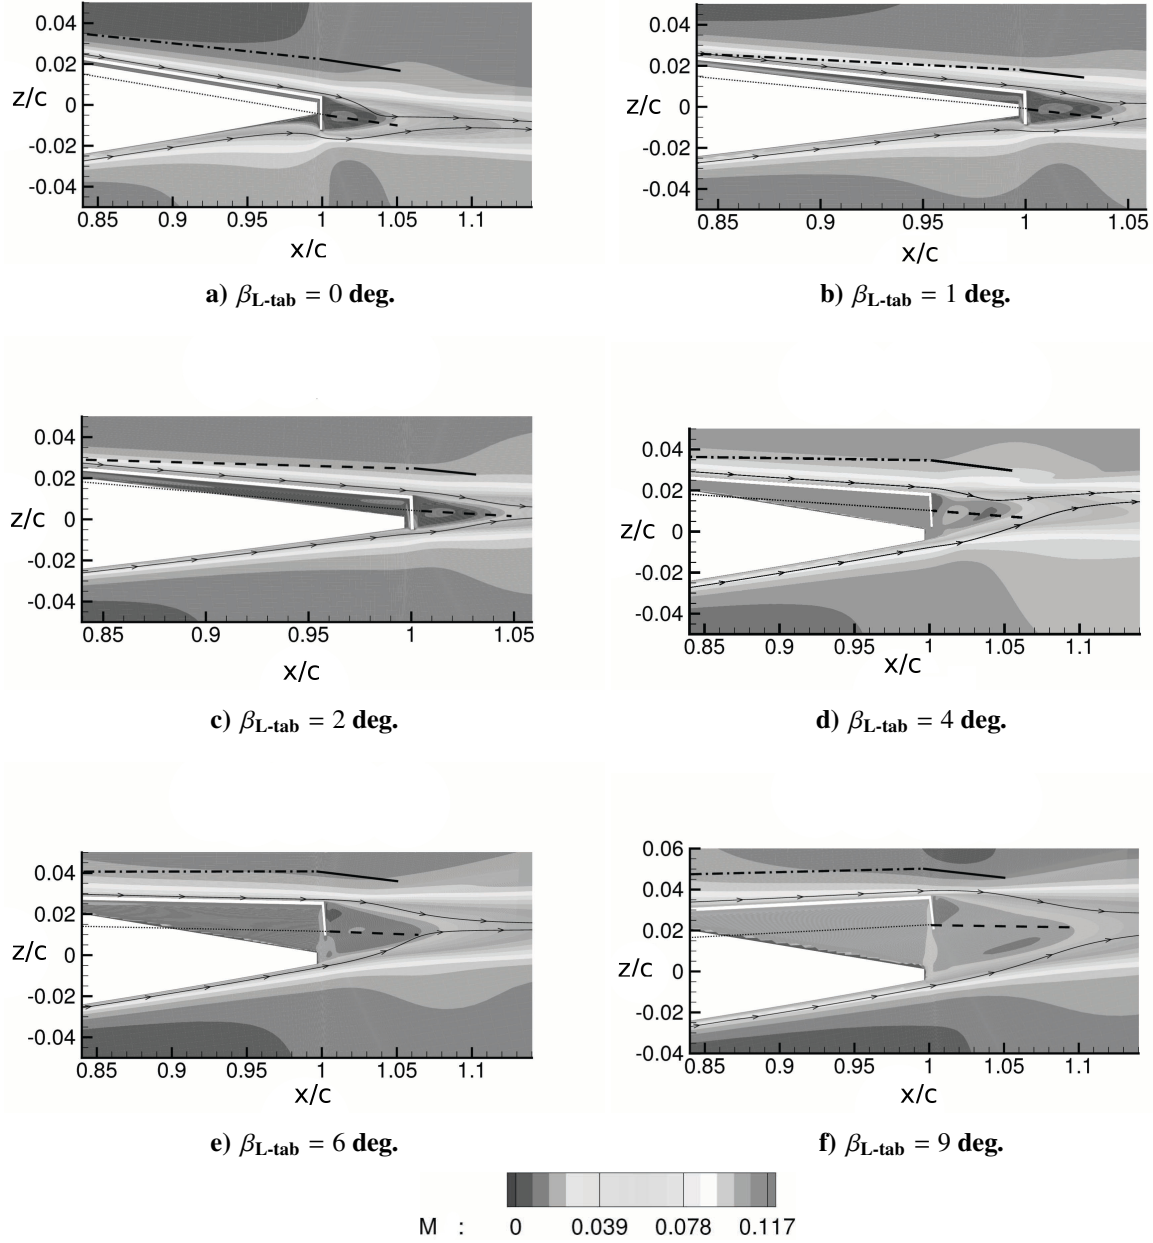 0.04
0.02
z/c
0
-0.02
-0.04
0.85 0.9 0.95 1 1.05 1.1
x/c
a) βL-tab = 0 deg.
0.04
0.02
z/c
0
-0.02
-0.04
0.85 0.9 0.95 1 1.05
x/c
b) βL-tab = 1 deg.
0.04
0.02
z/c
0
-0.02
-0.04
0.85 0.9 0.95 1 1.05
x/c
c) βL-tab = 2 deg.
0.04
0.02
z/c
0
-0.02
-0.04
0.85 0.9 0.95 1 1.05 1.1
x/c
d) βL-tab = 4 deg.
0.04
0.02
z/c
0
-0.02
-0.04
0.85 0.9 0.95 1 1.05 1.1
x/c
e) βL-tab = 6 deg.
0.06
0.04
0.02
z/c
0
-0.02
-0.04
0.85 0.9 0.95 1 1.05 1.1
x/c
f) βL-tab = 9 deg.
M : 0 0.039 0.078 0.117